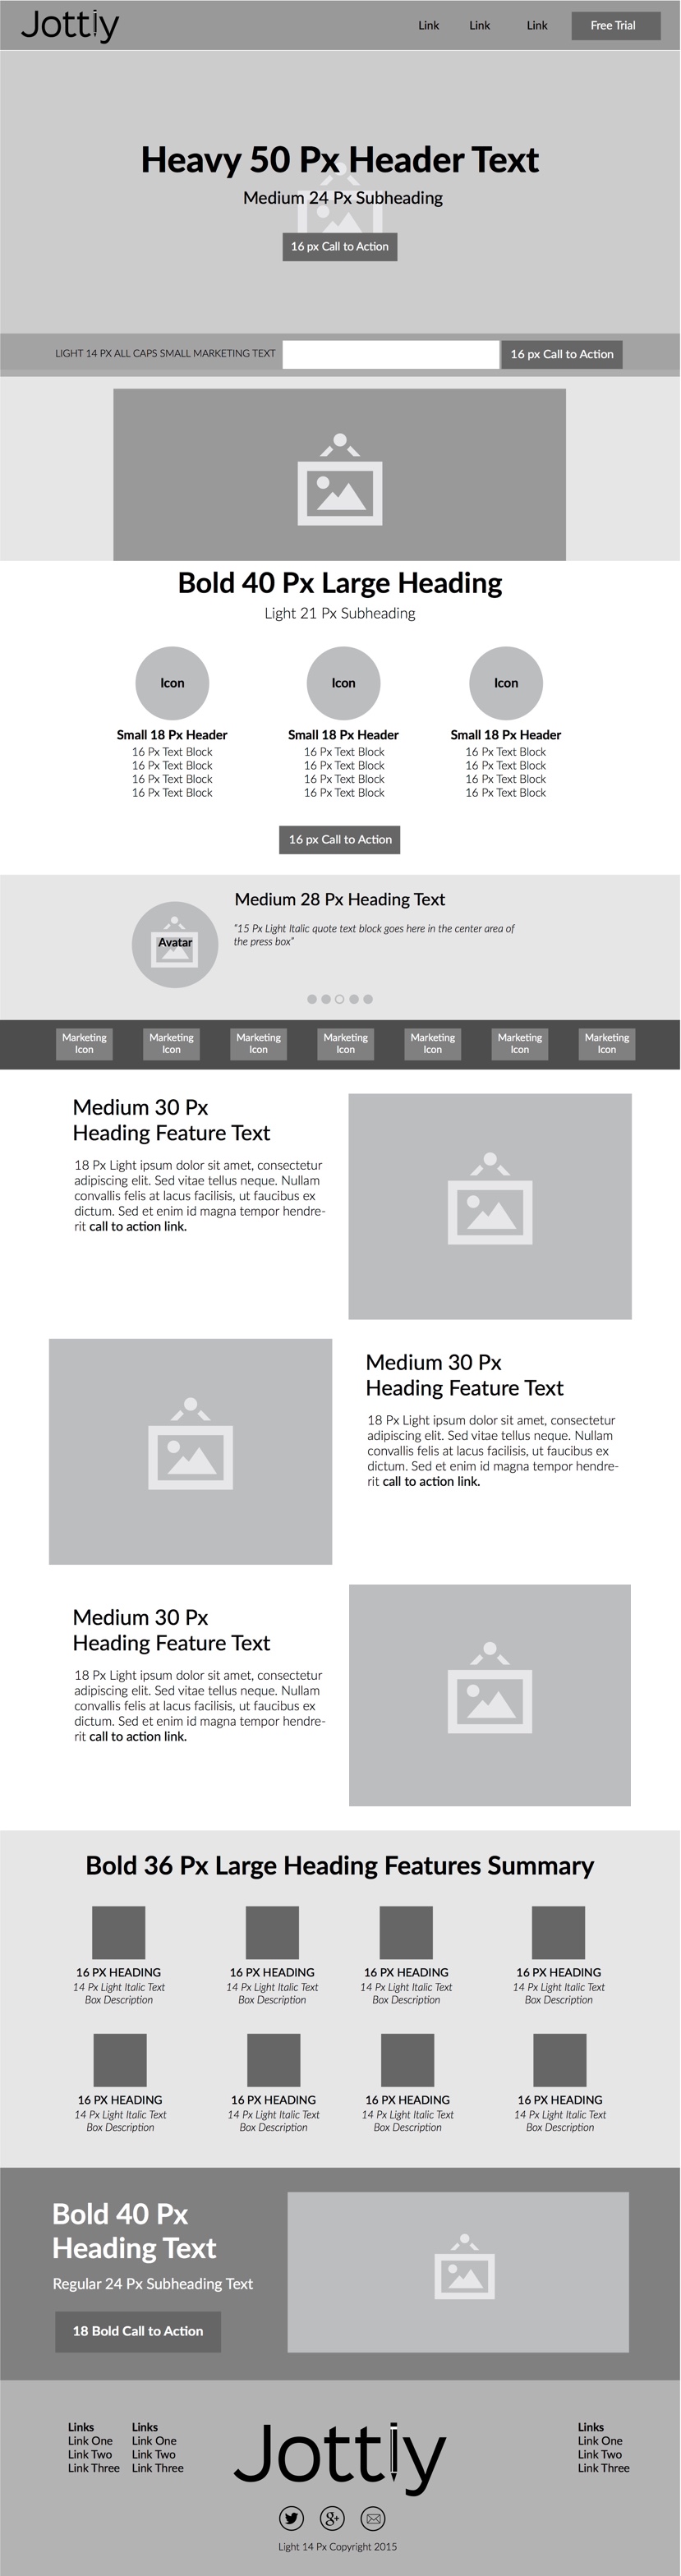 Jottiy
Link Link Link Free Trial
Heavy 50 Px Header Text
Medium 24 Px Subheading
16 px Call to Action
LIGHT 14 PX ALL CAPS SMALL MARKETING TEXT 16 px Call to Action
Bold 40 Px Large Heading
Light 21 Px Subheading
Icon Icon Icon
Small 18 Px Header Small 18 Px Header Small 18 Px Header
16 Px Text Block 16 Px Text Block 16 Px Text Block
16 Px Text Block 16 Px Text Block 16 Px Text Block
16 Px Text Block 16 Px Text Block 16 Px Text Block
16 Px Text Block 16 Px Text Block 16 Px Text Block
16 px Call to Action
Medium 28 Px Heading Text
Avatar
"15 Px Light Italic quote text block goes here in the center area of
the press box"
Marketing Marketing Marketing Marketing Marketing Marketing Marketing
Icon Icon Icon Icon Icon Icon Icon
Medium 30 Px
Heading Feature Text
18 Px Light ipsum dolor sit amet, consectetur
adipiscing elit. Sed vitae tellus neque. Nullam
convallis felis at lacus facilisis, ut faucibus ex
dictum. Sed et enim id magna tempor hendre-
rit call to action link.
Medium 30 Px
Heading Feature Text
18 Px Light ipsum dolor sit amet, consectetur
adipiscing elit. Sed vitae tellus neque. Nullam
convallis felis at lacus facilisis, ut faucibus ex
dictum. Sed et enim id magna tempor hendre-
rit call to action link.
Medium 30 Px
Heading Feature Text
18 Px Light ipsum dolor sit amet, consectetur
adipiscing elit. Sed vitae tellus neque. Nullam
convallis felis at lacus facilisis, ut faucibus ex
dictum. Sed et enim id magna tempor hendre-
rit call to action link.
Bold 36 Px Large Heading Features Summary
16 PX HEADING 16 PX HEADING 16 PX HEADING 16 PX HEADING
14 Px Light Italic Text 14 Px Light Italic Text 14 Px Light Italic Text 14 Px Light Italic Text
Box Description Box Description Box Description Box Description
16 PX HEADING 16 PX HEADING 16 PX HEADING 16 PX HEADING
14 Px Light Italic Text 14 Px Light Italic Text 14 Px Light Italic Text 14 Px Light Italic Text
Box Description Box Description Box Description Box Description
Bold 40 Px
Heading Text
Regular 24 Px Subheading Text
18 Bold Call to Action
Links Links Links
Link One Link One Link One
Link Two Link Two Link Two
Link Three Link Three Link Three
Jottiy
g+
Light 14 Px Copyright 2015